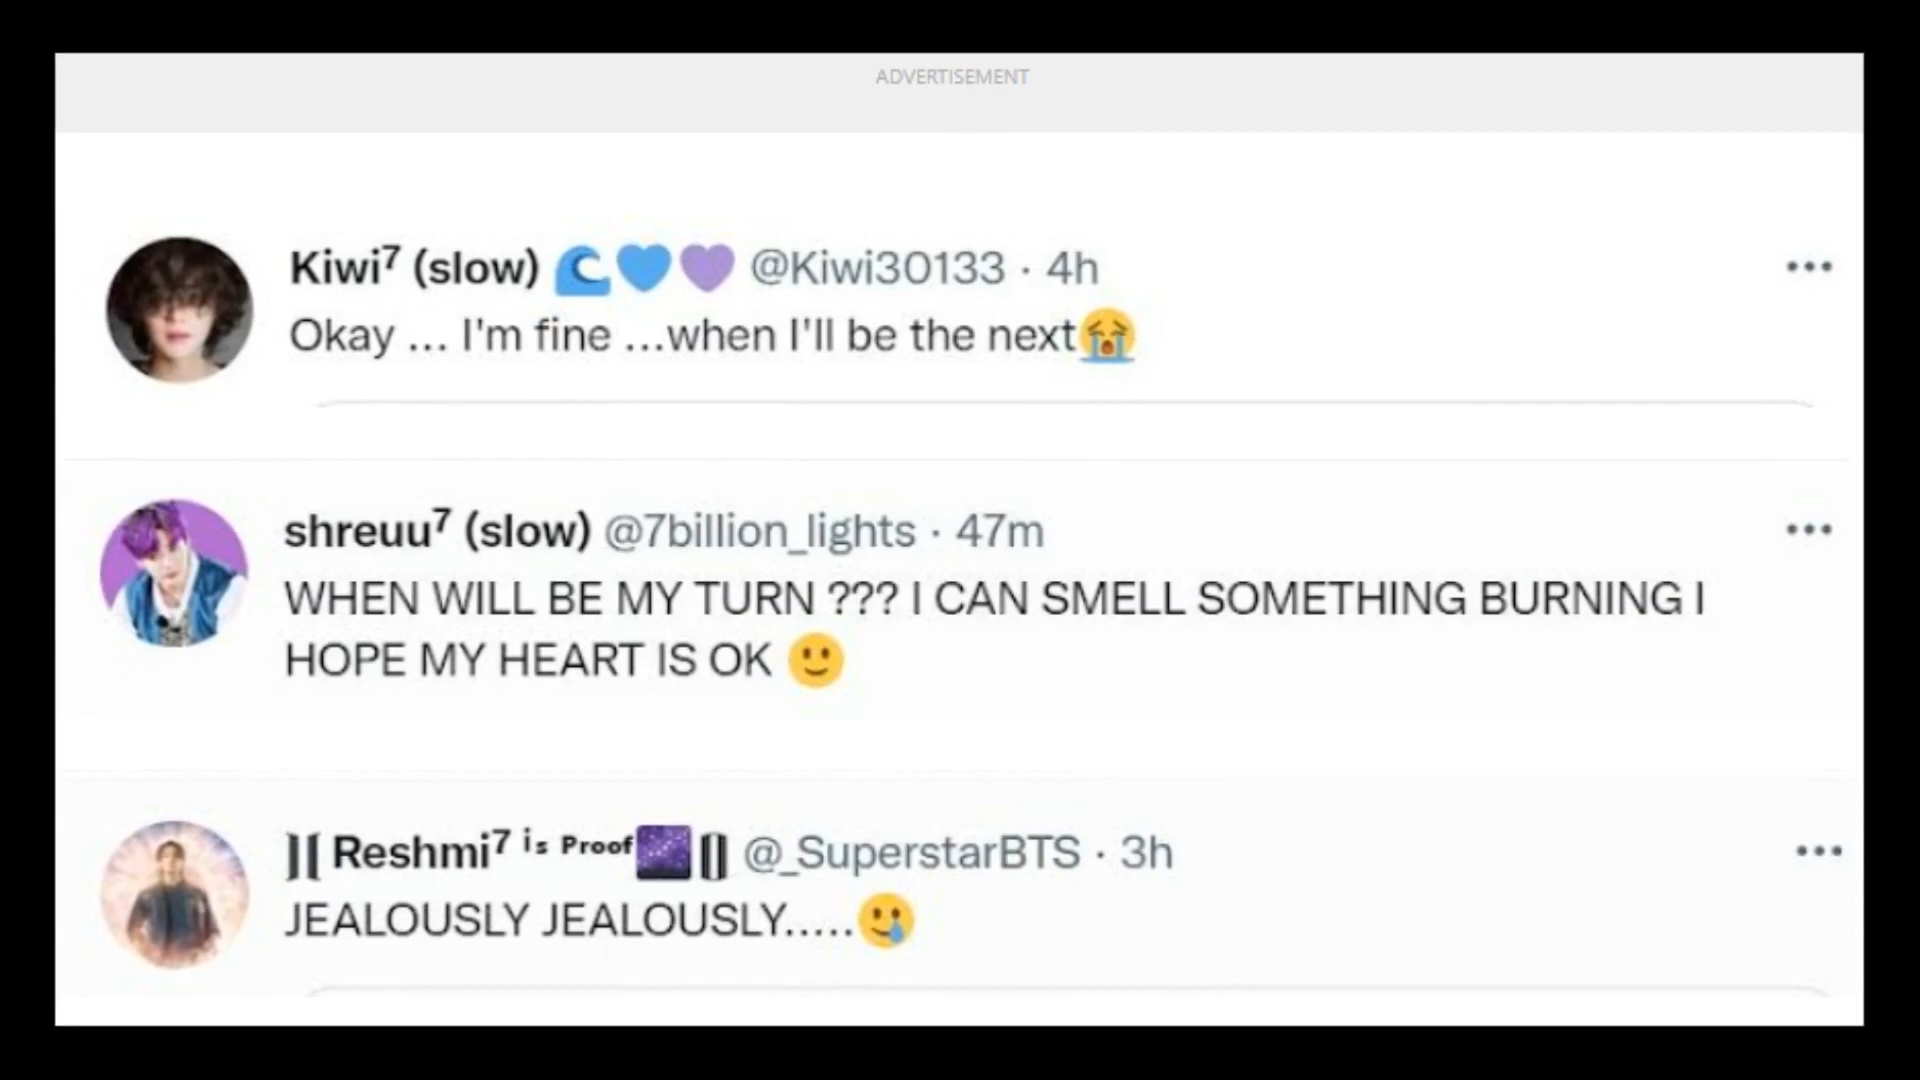 ADVERTISEMENT
Kiwi⁷ (slow) 🌊💙💜 @Kiwi30133 · 4h
Okay ... I'm fine ...when I'll be the next😭
shreuu⁷ (slow) @7billion_lights · 47m
WHEN WILL BE MY TURN ??? I CAN SMELL SOMETHING BURNING I
HOPE MY HEART IS OK 🙂
⟭⟬ Reshmi⁷ ⁱˢ ᴾʳᵒᵒᶠ🌌⟬⟭ @_SuperstarBTS · 3h
JEALOUSLY JEALOUSLY.....🥲